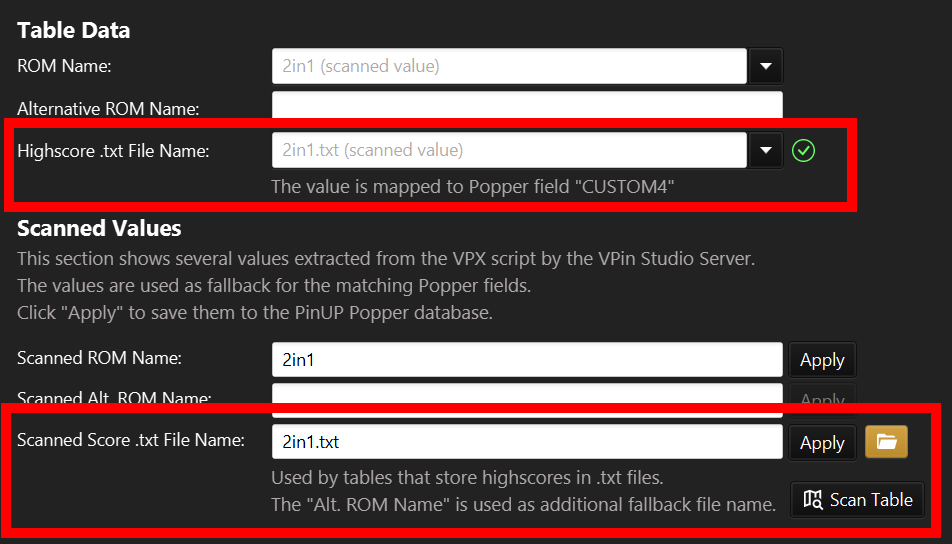 Table Data
ROM Name: 2in1 (scanned value)
Alternative ROM Name:
Highscore .txt File Name: 2in1.txt (scanned value)
The value is mapped to Popper field "CUSTOM4"
Scanned Values
This section shows several values extracted from the VPX script by the VPin Studio Server.
The values are used as fallback for the matching Popper fields.
Click "Apply" to save them to the PinUP Popper database.
Scanned ROM Name: 2in1 Apply
Scanned Alt. ROM Name: Apply
Scanned Score .txt File Name: 2in1.txt Apply
Used by tables that store highscores in .txt files.
The "Alt. ROM Name" is used as additional fallback file name. Scan Table